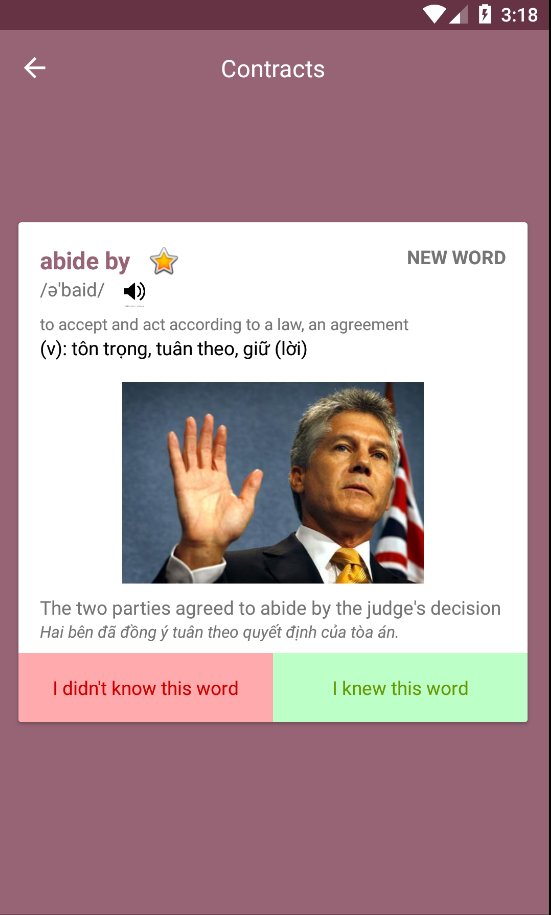 3:18
Contracts
abide by
NEW WORD
/ə'baid/
to accept and act according to a law, an agreement
(v): tôn trọng, tuân theo, giữ (lời)
The two parties agreed to abide by the judge's decision
Hai bên đã đồng ý tuân theo quyết định của tòa án.
I didn't know this word
I knew this word